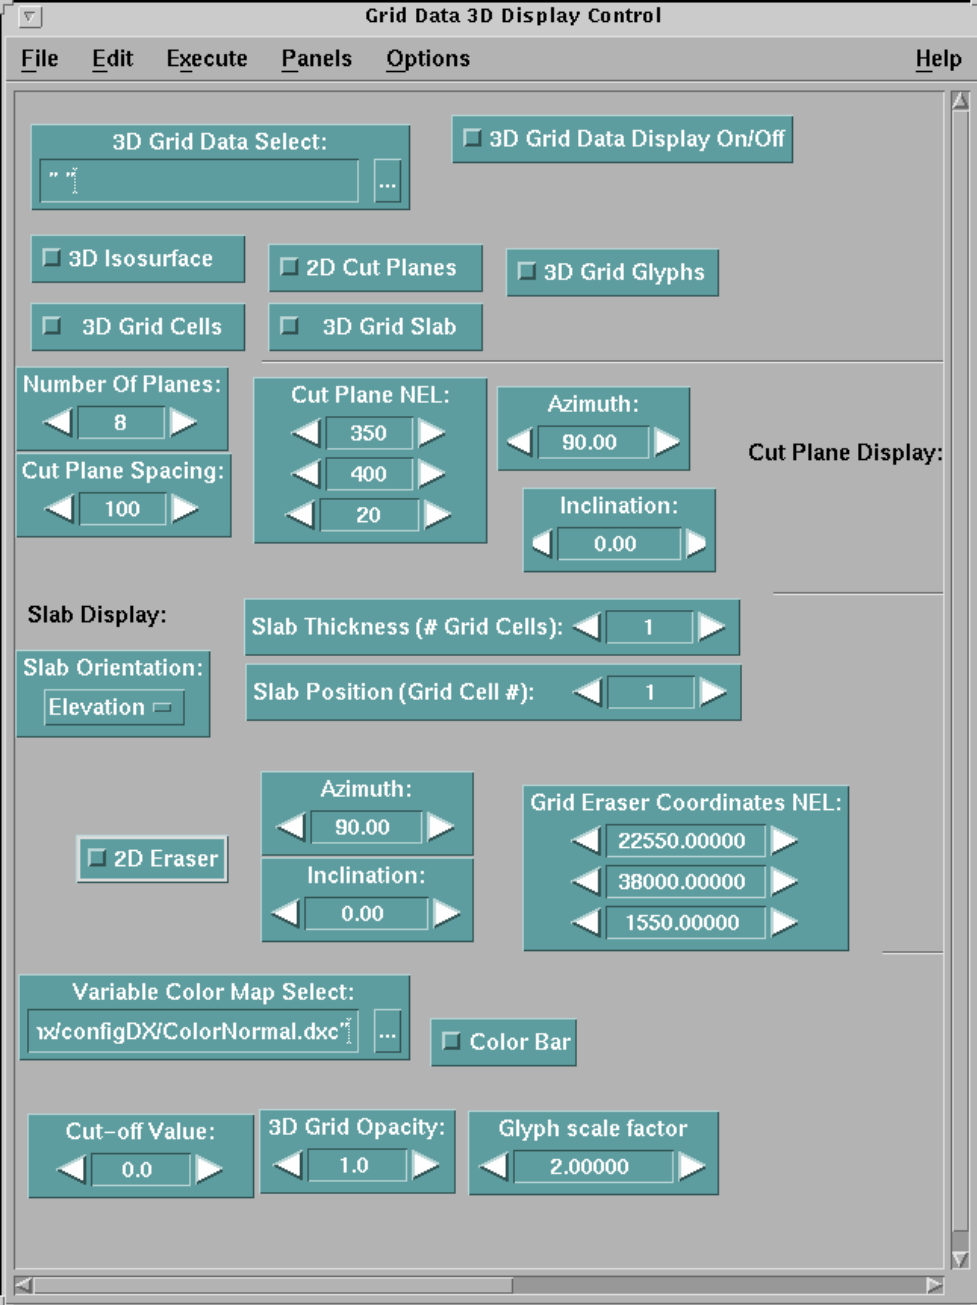 Grid Data 3D Display Control
File Edit Execute Panels Options Help
3D Grid Data Select:
" "
...
3D Grid Data Display On/Off
3D Isosurface
2D Cut Planes
3D Grid Glyphs
3D Grid Cells
3D Grid Slab
Number Of Planes:
8
Cut Plane Spacing:
100
Cut Plane NEL:
350
400
20
Azimuth:
90.00
Inclination:
0.00
Cut Plane Display:
Slab Display:
Slab Thickness (# Grid Cells): 1
Slab Orientation:
Elevation
Slab Position (Grid Cell #): 1
2D Eraser
Azimuth:
90.00
Inclination:
0.00
Grid Eraser Coordinates NEL:
22550.00000
38000.00000
1550.00000
Variable Color Map Select:
x/configDX/ColorNormal.dxc"
...
Color Bar
Cut-off Value:
0.0
3D Grid Opacity:
1.0
Glyph scale factor
2.00000